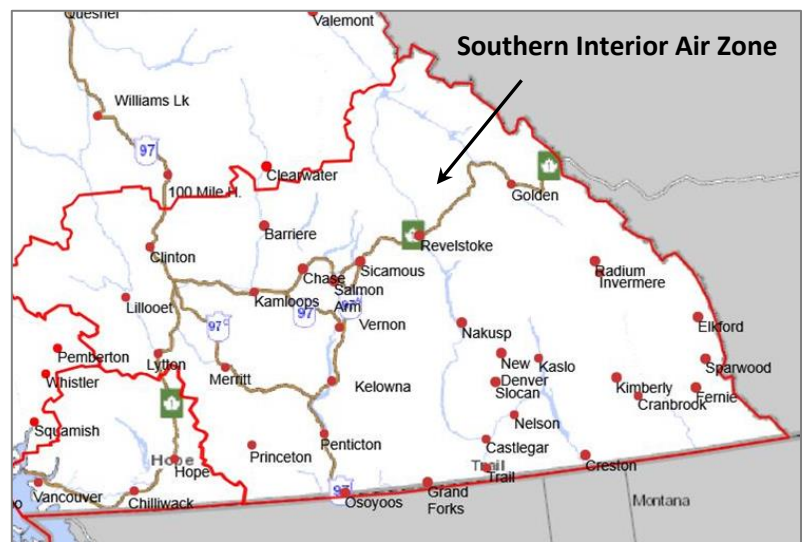 Quesnel
Valemont
Southern Interior Air Zone
Williams Lk
97
100 Mile H.
Clearwater
1
Golden
Barriere
Revelstoke
Clinton
Sicamous
Chase
Salmon
Arm
Radium
Invermere
Kamloops
Lillooet
97C
97
97A
Vernon
Nakusp
Elkford
Pemberton
Lytton
New
Denver
Kaslo
Sparwood
Whistler
Merritt
Kelowna
Slocan
Kimberly
Cranbrook
Fernie
1
Squamish
Nelson
Penticton
Castlegar
Princeton
Hope
Hope
Trail
Trail
Creston
Vancouver
Chilliwack
97
Osoyoos
Grand
Forks
Montana